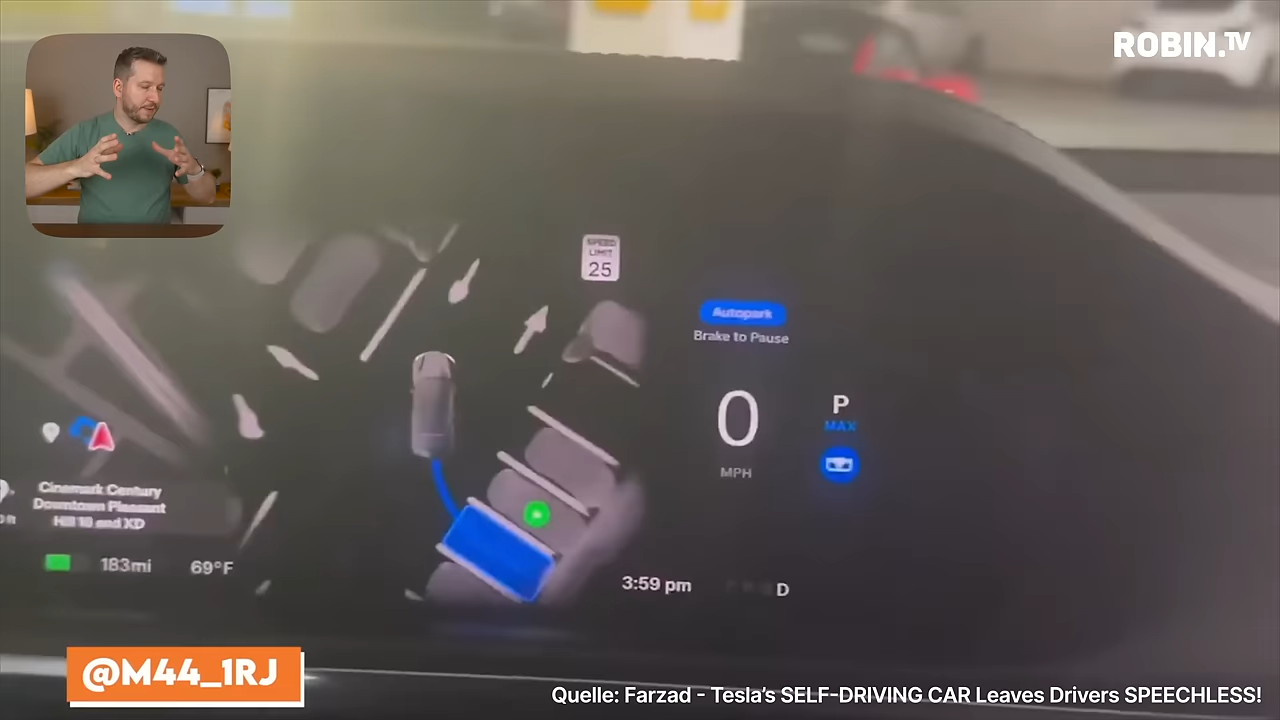 ROBIN.TV
SPEED
LIMIT
25
Autopark
Brake to Pause
0
MPH
P
MAX
Cinemark Century
Downtown Pleasant
Hill 16 and XD
183mi
69°F
3:59 pm
D
@M44_1RJ
Quelle: Farzad - Tesla's SELF-DRIVING CAR Leaves Drivers SPEECHLESS!